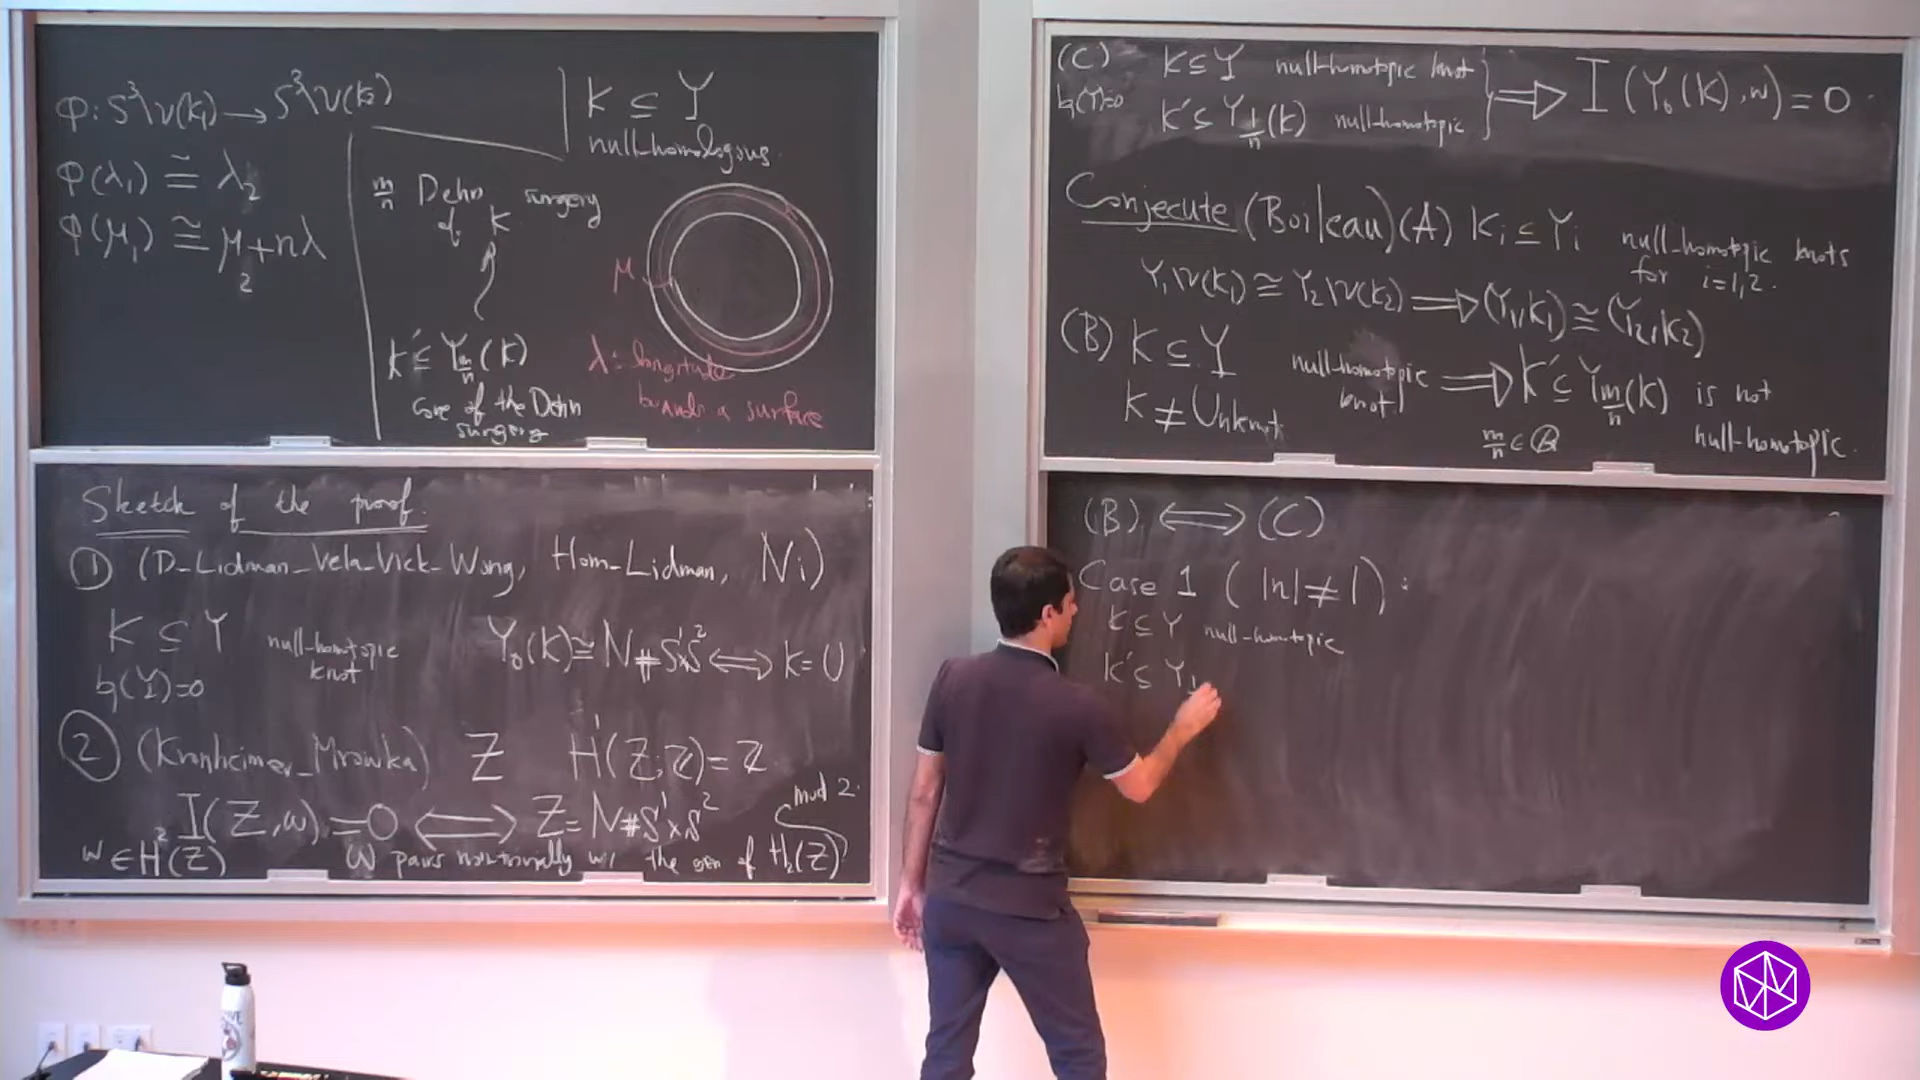 φ: S³\ν(K₁) → S³\ν(K₂)
φ(λ₁) ≅ λ₂
φ(μ₁) ≅ μ₂+nλ
K ⊆ Y
null-homologous.
m/n Dehn surgery
of K
K' ⊆ Y_{m/n}(K)
core of the Dehn
surgery
μ
λ: longitude
bounds a surface
Sketch of the proof.
① (D-Lidman-Vela-Vick-Wong, Hom-Lidman, Ni)
K ⊆ Y null-homotopic knot
b₁(Y)=0
Y₀(K) ≅ N # S¹×S² ⟺ K=U
② (Kronheimer-Mrowka) Z H¹(Z;ℤ)=ℤ
I(Z,ω)=0 ⟺ Z=N#S¹×S²
mod 2.
ω ∈ H²(Z) ω pairs non-trivially w/ the gen of H₂(Z)
(C) K ⊆ Y null-homotopic knot
b₁(Y)=0 K' ⊆ Y_{1/n}(K) null-homotopic
⟹ I(Y₀(K),ω)=0.
Conjecute (Boileau) (A) Kᵢ ⊆ Yᵢ null-homotopic knots
for i=1,2.
Y₁\ν(K₁) ≅ Y₂\ν(K₂) ⟹ (Y₁,K₁) ≅ (Y₂,K₂)
(B) K ⊆ Y null-homotopic knot. ⟹ K' ⊆ Y_{m/n}(K) is not
K ≠ Unknot m/n ∈ ℚ null-homotopic.
(B) ⟺ (C)
Case 1 (|n|≠1):
K ⊆ Y null-homotopic
K' ⊆ Y₁